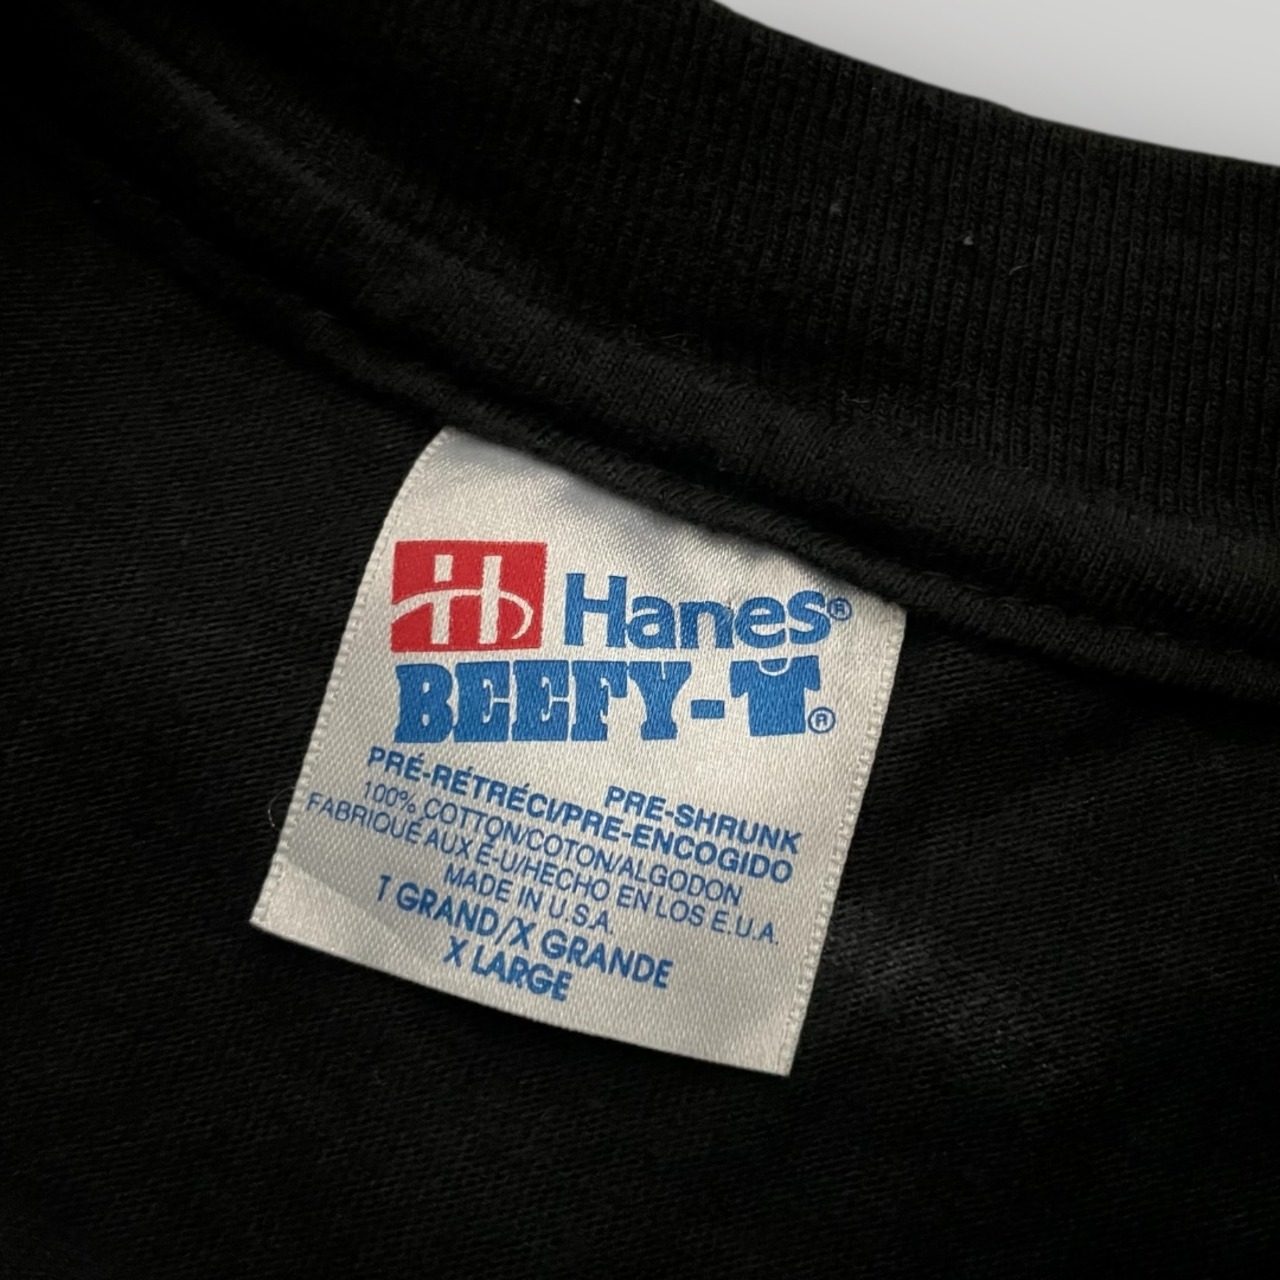 H Hanes®
BEEFY-T®
PRE-SHRUNK
PRÉ-RÉTRÉCI/PRE-ENCOGIDO
100% COTTON/COTON/ALGODON
FABRIQUÉ AUX É-U/HECHO EN LOS E.U.A.
MADE IN U.S.A.
T GRAND/X GRANDE
X LARGE